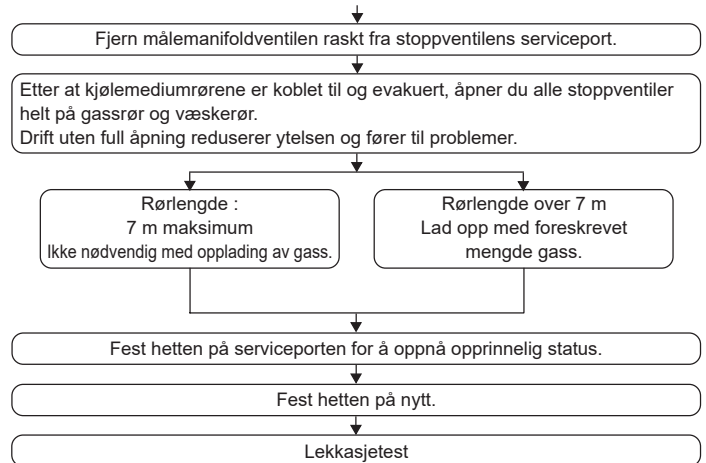 Fjern målemanifoldventilen raskt fra stoppventilens serviceport.
Etter at kjølemediumrørene er koblet til og evakuert, åpner du alle stoppventiler
helt på gassrør og væskerør.
Drift uten full åpning reduserer ytelsen og fører til problemer.
Rørlengde :
7 m maksimum
Ikke nødvendig med opplading av gass.
Rørlengde over 7 m
Lad opp med foreskrevet
mengde gass.
Fest hetten på serviceporten for å oppnå opprinnelig status.
Fest hetten på nytt.
Lekkasjetest